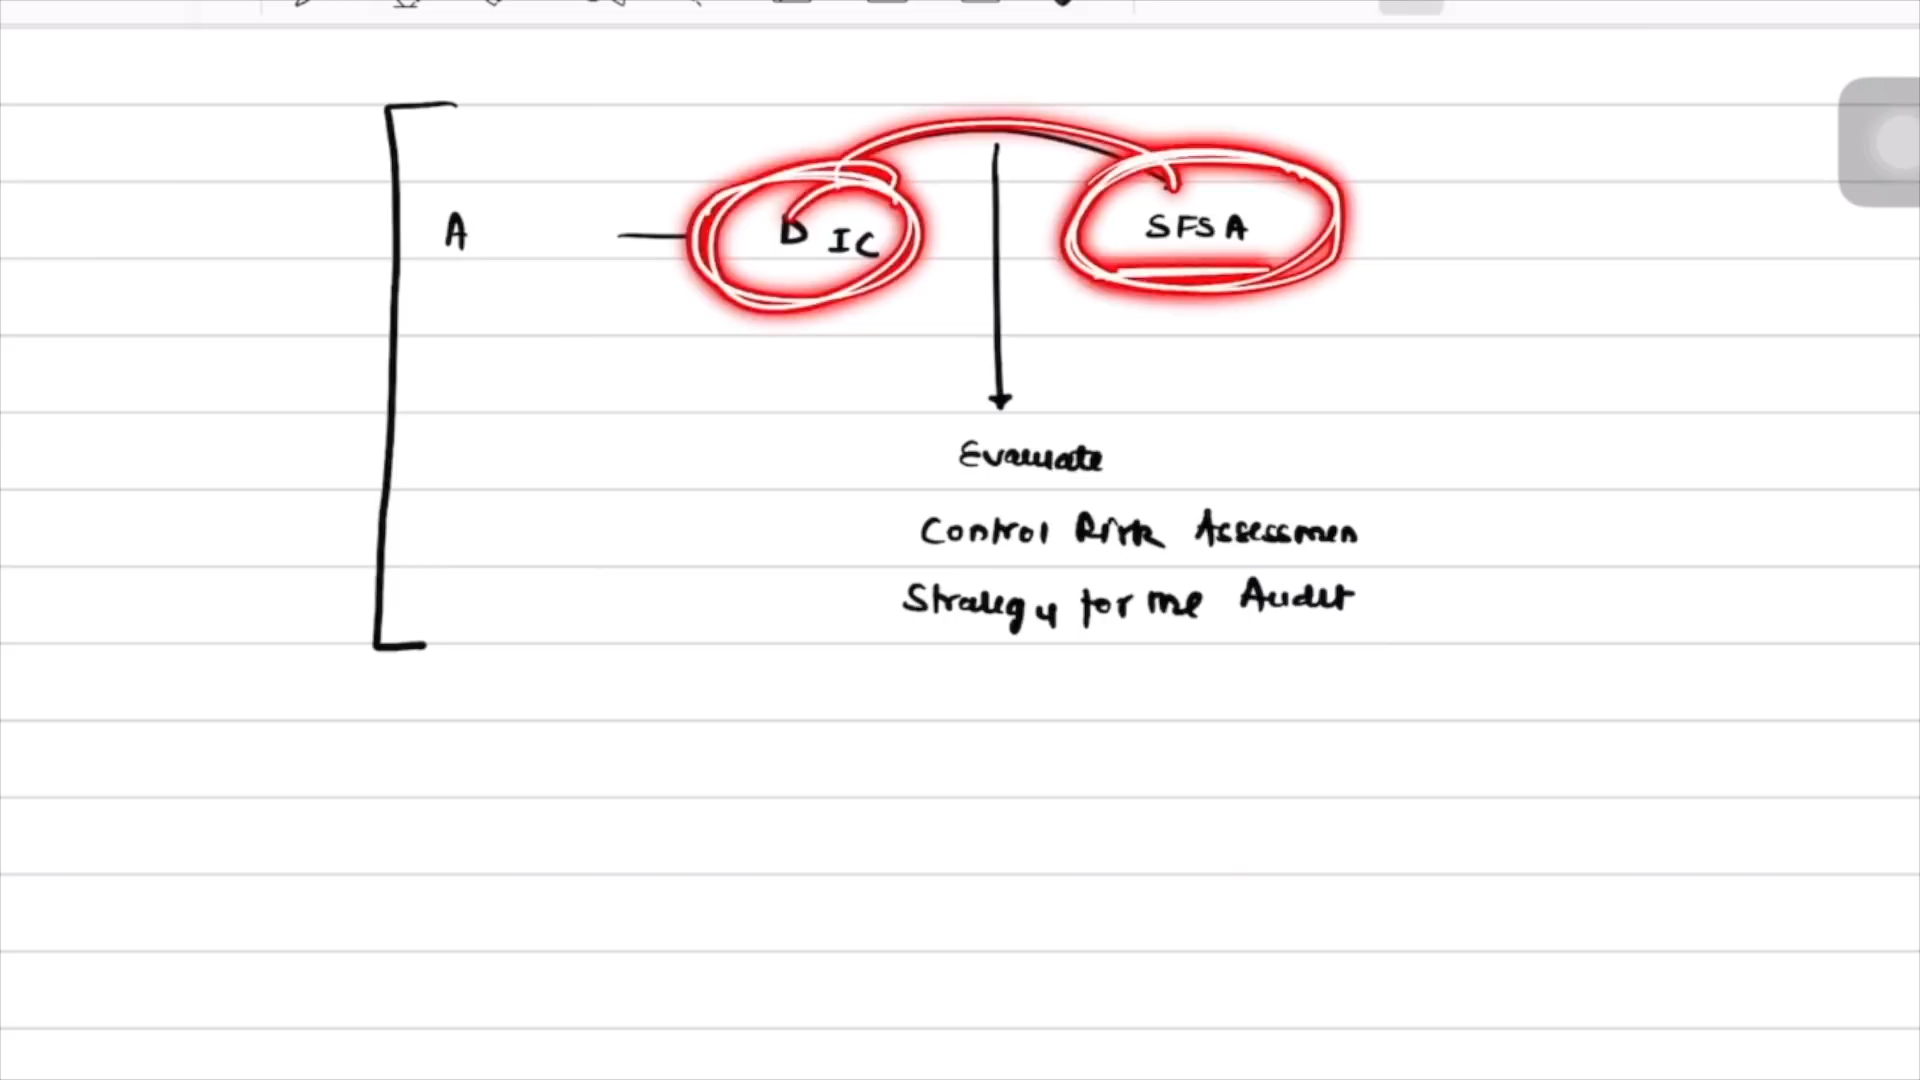 A D IC SFSA
Evaluate
Control Risk Assessmen
Strategy for the Audit